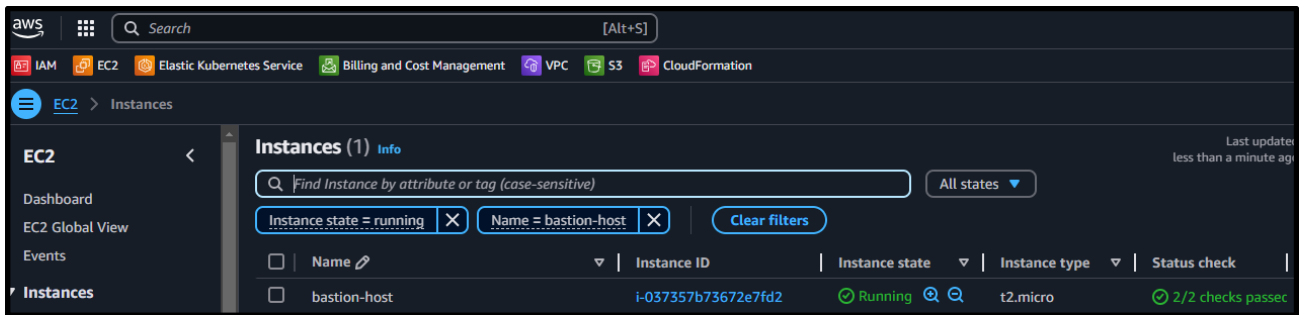 aws Search [Alt+S]
IAM EC2 Elastic Kubernetes Service Billing and Cost Management VPC S3 CloudFormation
EC2 > Instances
EC2
Dashboard
EC2 Global View
Events
Instances
Instances (1) Info
Last update
less than a minute ag
Find Instance by attribute or tag (case-sensitive)
All states
Instance state = running
Name = bastion-host
Clear filters
Name Instance ID Instance state Instance type Status check
bastion-host i-037357b73672e7fd2 Running t2.micro 2/2 checks passec